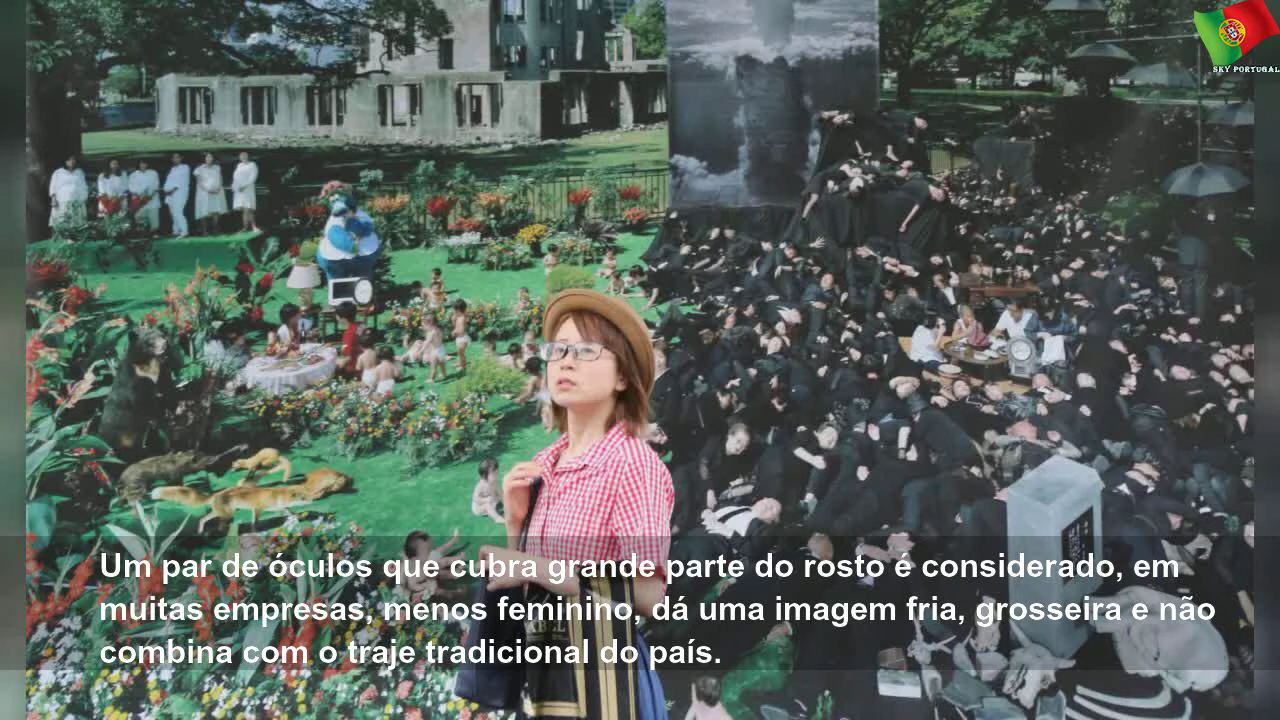 SKY PORTUGAL
Um par de óculos que cubra grande parte do rosto é considerado, em
muitas empresas, menos feminino, dá uma imagem fria, grosseira e não
combina com o traje tradicional do país.